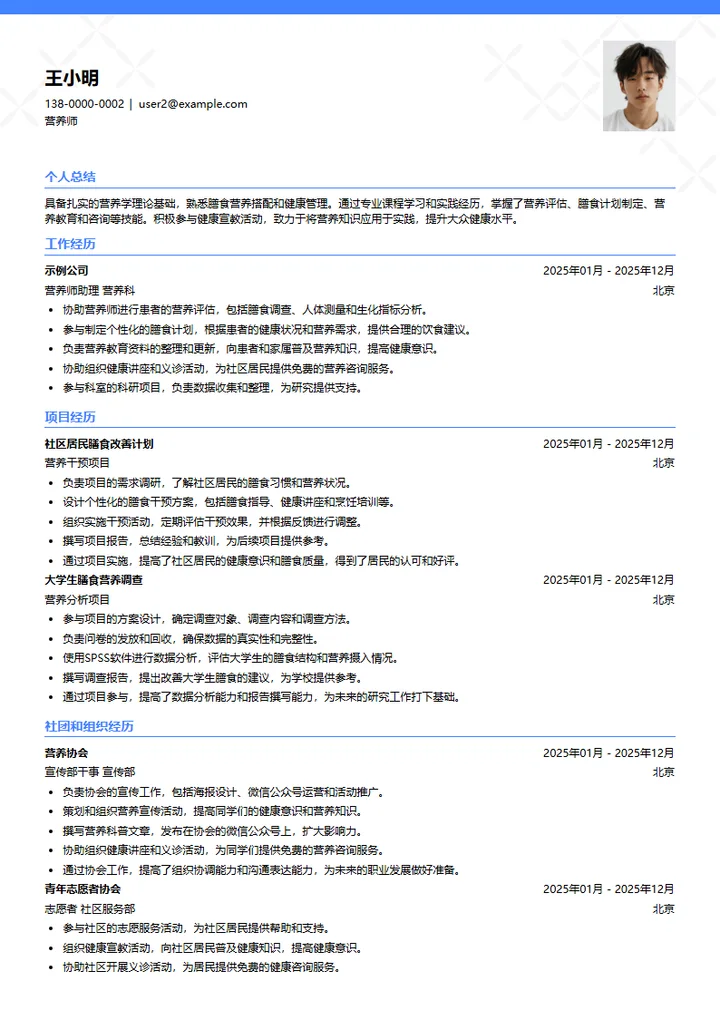 王小明
138-0000-0002 | user2@example.com
营养师
个人总结
具备扎实的营养学理论基础，熟悉膳食营养搭配和健康管理。通过专业课程学习和实践经历，掌握了营养评估、膳食计划制定、营
养教育和咨询等技能。积极参与健康宣教活动，致力于将营养知识应用于实践，提升大众健康水平。
工作经历
示例公司 2025年01月 - 2025年12月
营养师助理 营养科 北京
• 协助营养师进行患者的营养评估，包括膳食调查、人体测量和生化指标分析。
• 参与制定个性化的膳食计划，根据患者的健康状况和营养需求，提供合理的饮食建议。
• 负责营养教育资料的整理和更新，向患者和家属普及营养知识，提高健康意识。
• 协助组织健康讲座和义诊活动，为社区居民提供免费的营养咨询服务。
• 参与科室的科研项目，负责数据收集和整理，为研究提供支持。
项目经历
社区居民膳食改善计划 2025年01月 - 2025年12月
营养干预项目 北京
• 负责项目的需求调研，了解社区居民的膳食习惯和营养状况。
• 设计个性化的膳食干预方案，包括膳食指导、健康讲座和烹饪培训等。
• 组织实施干预活动，定期评估干预效果，并根据反馈进行调整。
• 撰写项目报告，总结经验和教训，为后续项目提供参考。
• 通过项目实施，提高了社区居民的健康意识和膳食质量，得到了居民的认可和好评。
大学生膳食营养调查 2025年01月 - 2025年12月
营养分析项目 北京
• 参与项目的方案设计，确定调查对象、调查内容和调查方法。
• 负责问卷的发放和回收，确保数据的真实性和完整性。
• 使用SPSS软件进行数据分析，评估大学生的膳食结构和营养摄入情况。
• 撰写调查报告，提出改善大学生膳食的建议，为学校提供参考。
• 通过项目参与，提高了数据分析能力和报告撰写能力，为未来的研究工作打下基础。
社团和组织经历
营养协会 2025年01月 - 2025年12月
宣传部干事 宣传部 北京
• 负责协会的宣传工作，包括海报设计、微信公众号运营和活动推广。
• 策划和组织营养宣传活动，提高同学们的健康意识和营养知识。
• 撰写营养科普文章，发布在协会的微信公众号上，扩大影响力。
• 协助组织健康讲座和义诊活动，为同学们提供免费的营养咨询服务。
• 通过协会工作，提高了组织协调能力和沟通表达能力，为未来的职业发展做好准备。
青年志愿者协会 2025年01月 - 2025年12月
志愿者 社区服务部 北京
• 参与社区的志愿服务活动，为社区居民提供帮助和支持。
• 组织健康宣教活动，向社区居民普及健康知识，提高健康意识。
• 协助社区开展义诊活动，为居民提供免费的健康咨询服务。